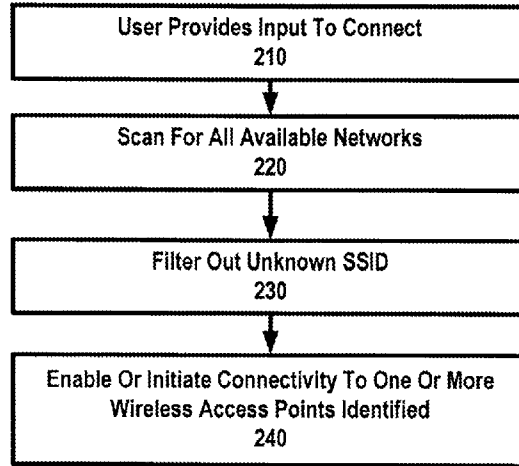 User Provides Input To Connect
210
Scan For All Available Networks
220
Filter Out Unknown SSID
230
Enable Or Initiate Connectivity To One Or More
Wireless Access Points Identified
240